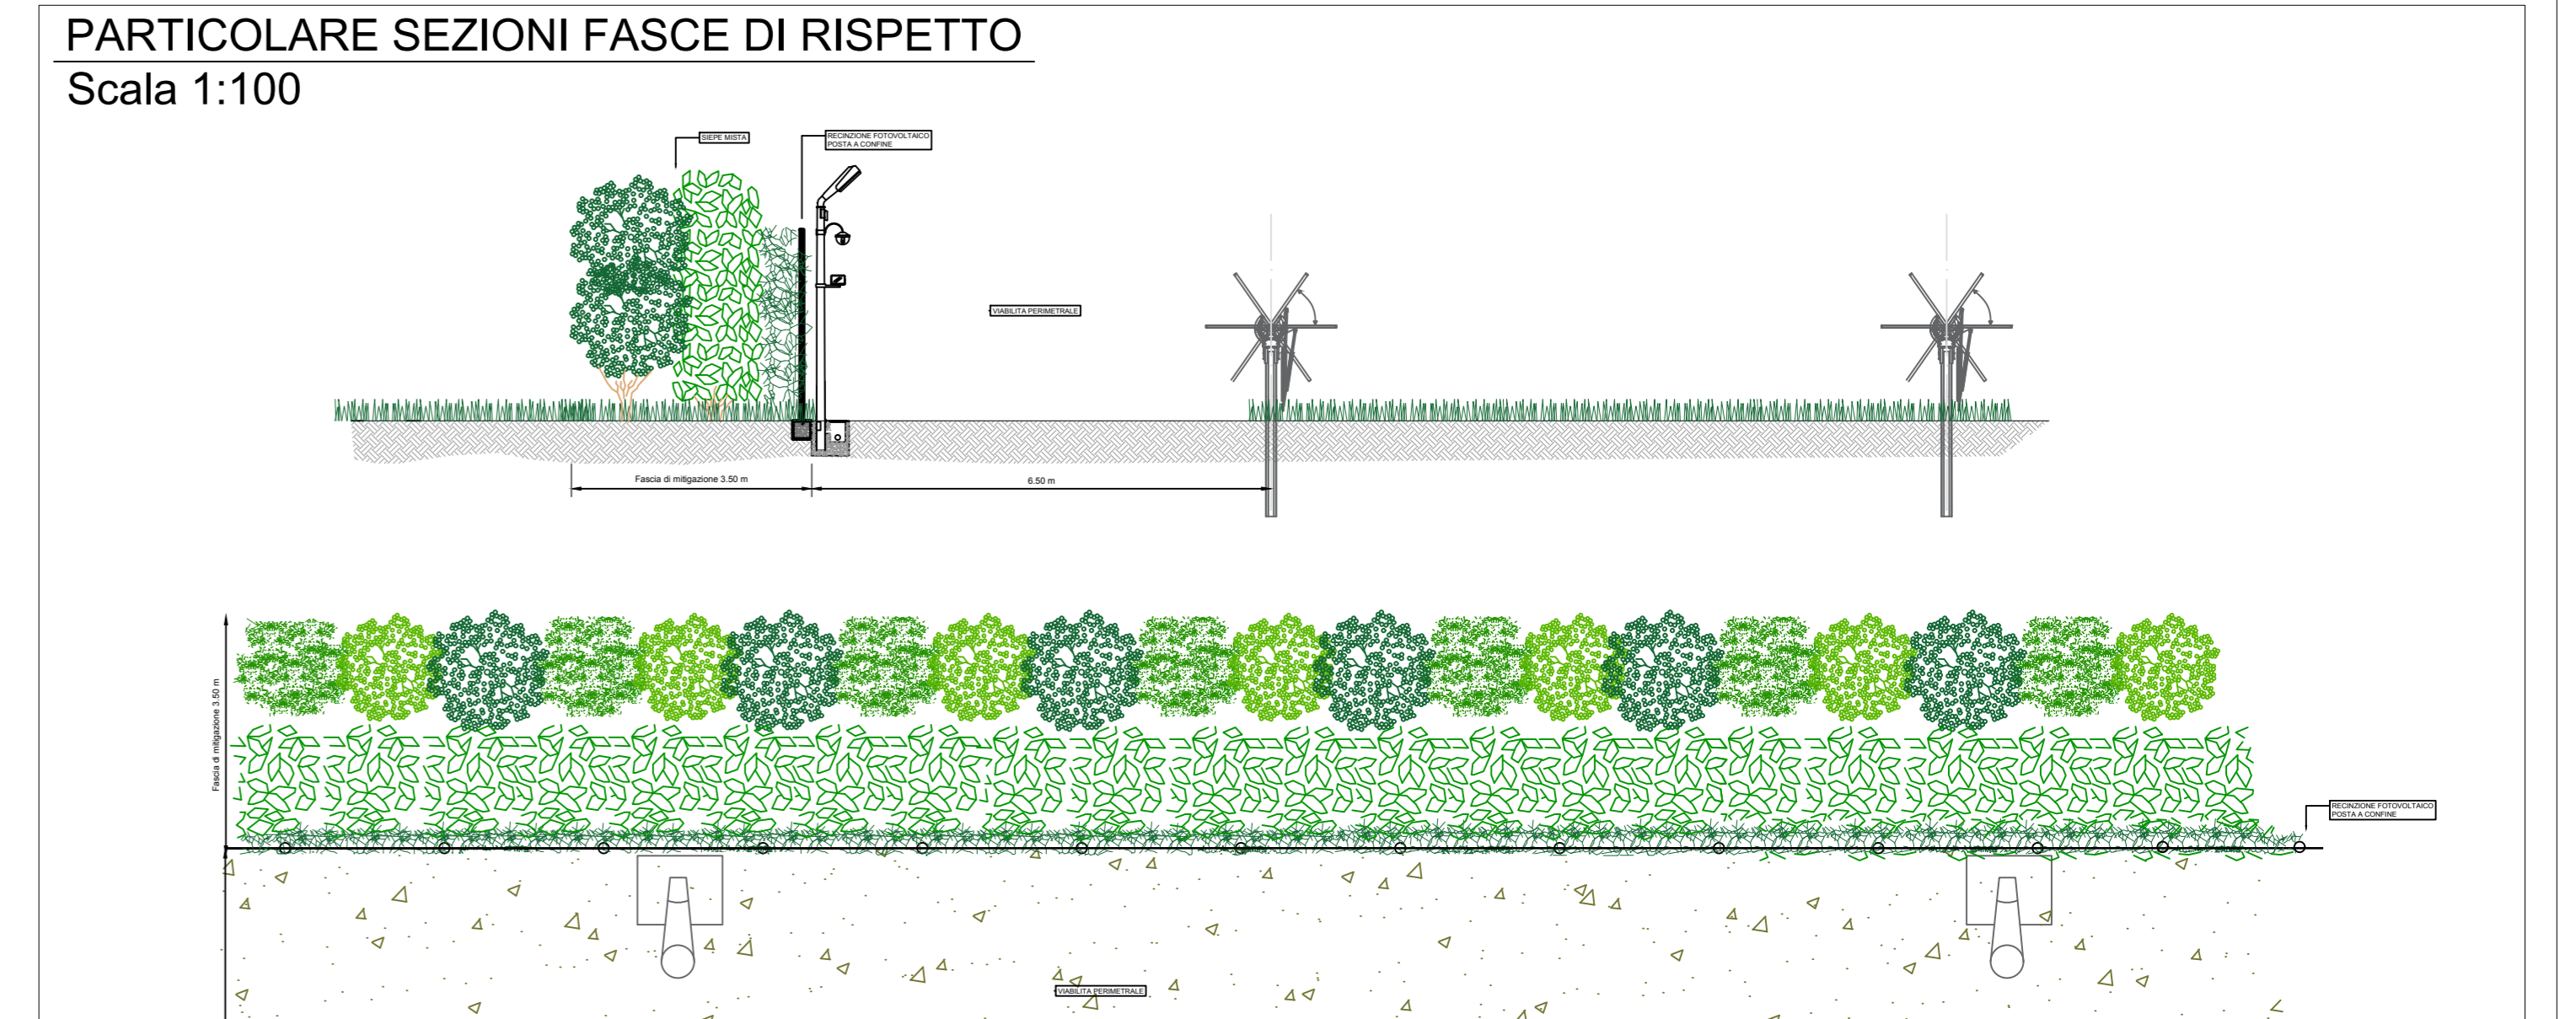 PARTICOLARE SEZIONI FASCE DI RISPETTO
Scala 1:100
SIEPE MISTA
RECINZIONE FOTOVOLTAICO
POSTA A CONFINE
VIABILITA PERIMETRALE
Fascia di mitigazione 3.50 m
6.50 m
Fascia di mitigazione 3.50 m
RECINZIONE FOTOVOLTAICO
POSTA A CONFINE
VIABILITA PERIMETRALE